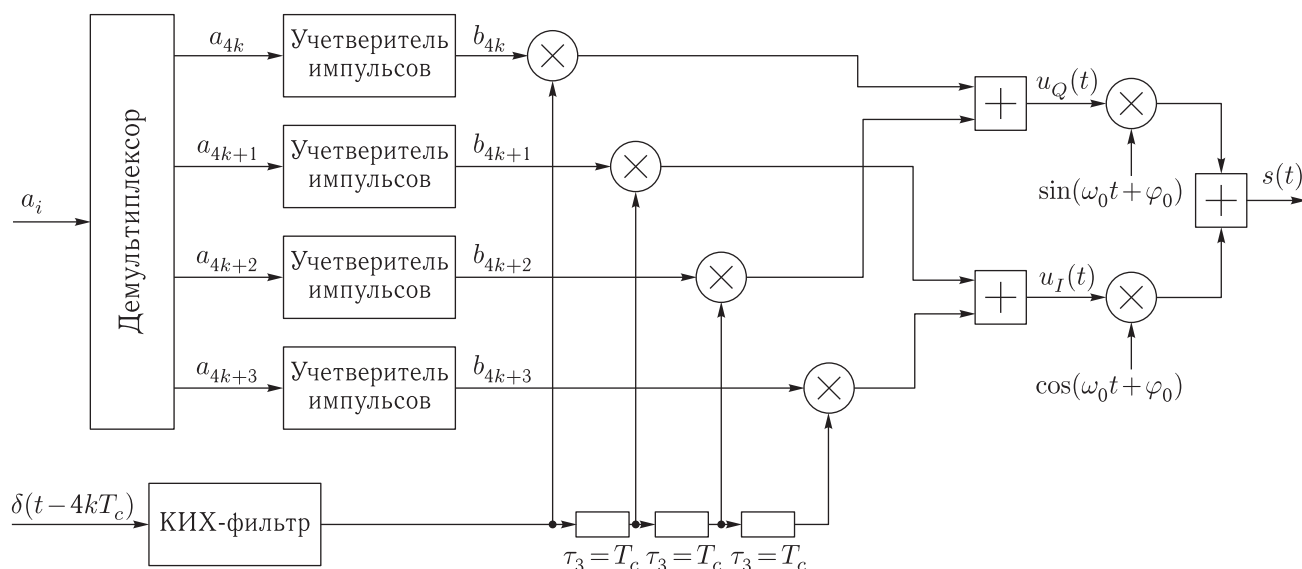 a_{4k}
Учетверитель
импульсов
b_{4k}
u_Q(t)
sin(ω_0t+φ_0)
s(t)
a_{4k+1}
Учетверитель
импульсов
b_{4k+1}
a_i
Демультиплексор
a_{4k+2}
Учетверитель
импульсов
b_{4k+2}
u_I(t)
cos(ω_0t+φ_0)
a_{4k+3}
Учетверитель
импульсов
b_{4k+3}
δ(t−4kT_c)
КИХ-фильтр
τ_3=T_c τ_3=T_c τ_3=T_c